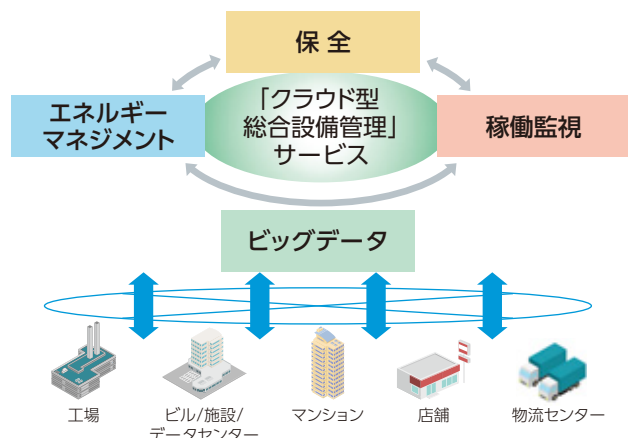 保 全
エネルギー
マネジメント
「クラウド型
総合設備管理」
サービス
稼働監視
ビッグデータ
工場
ビル/施設/
データセンター
マンション
店舗
物流センター